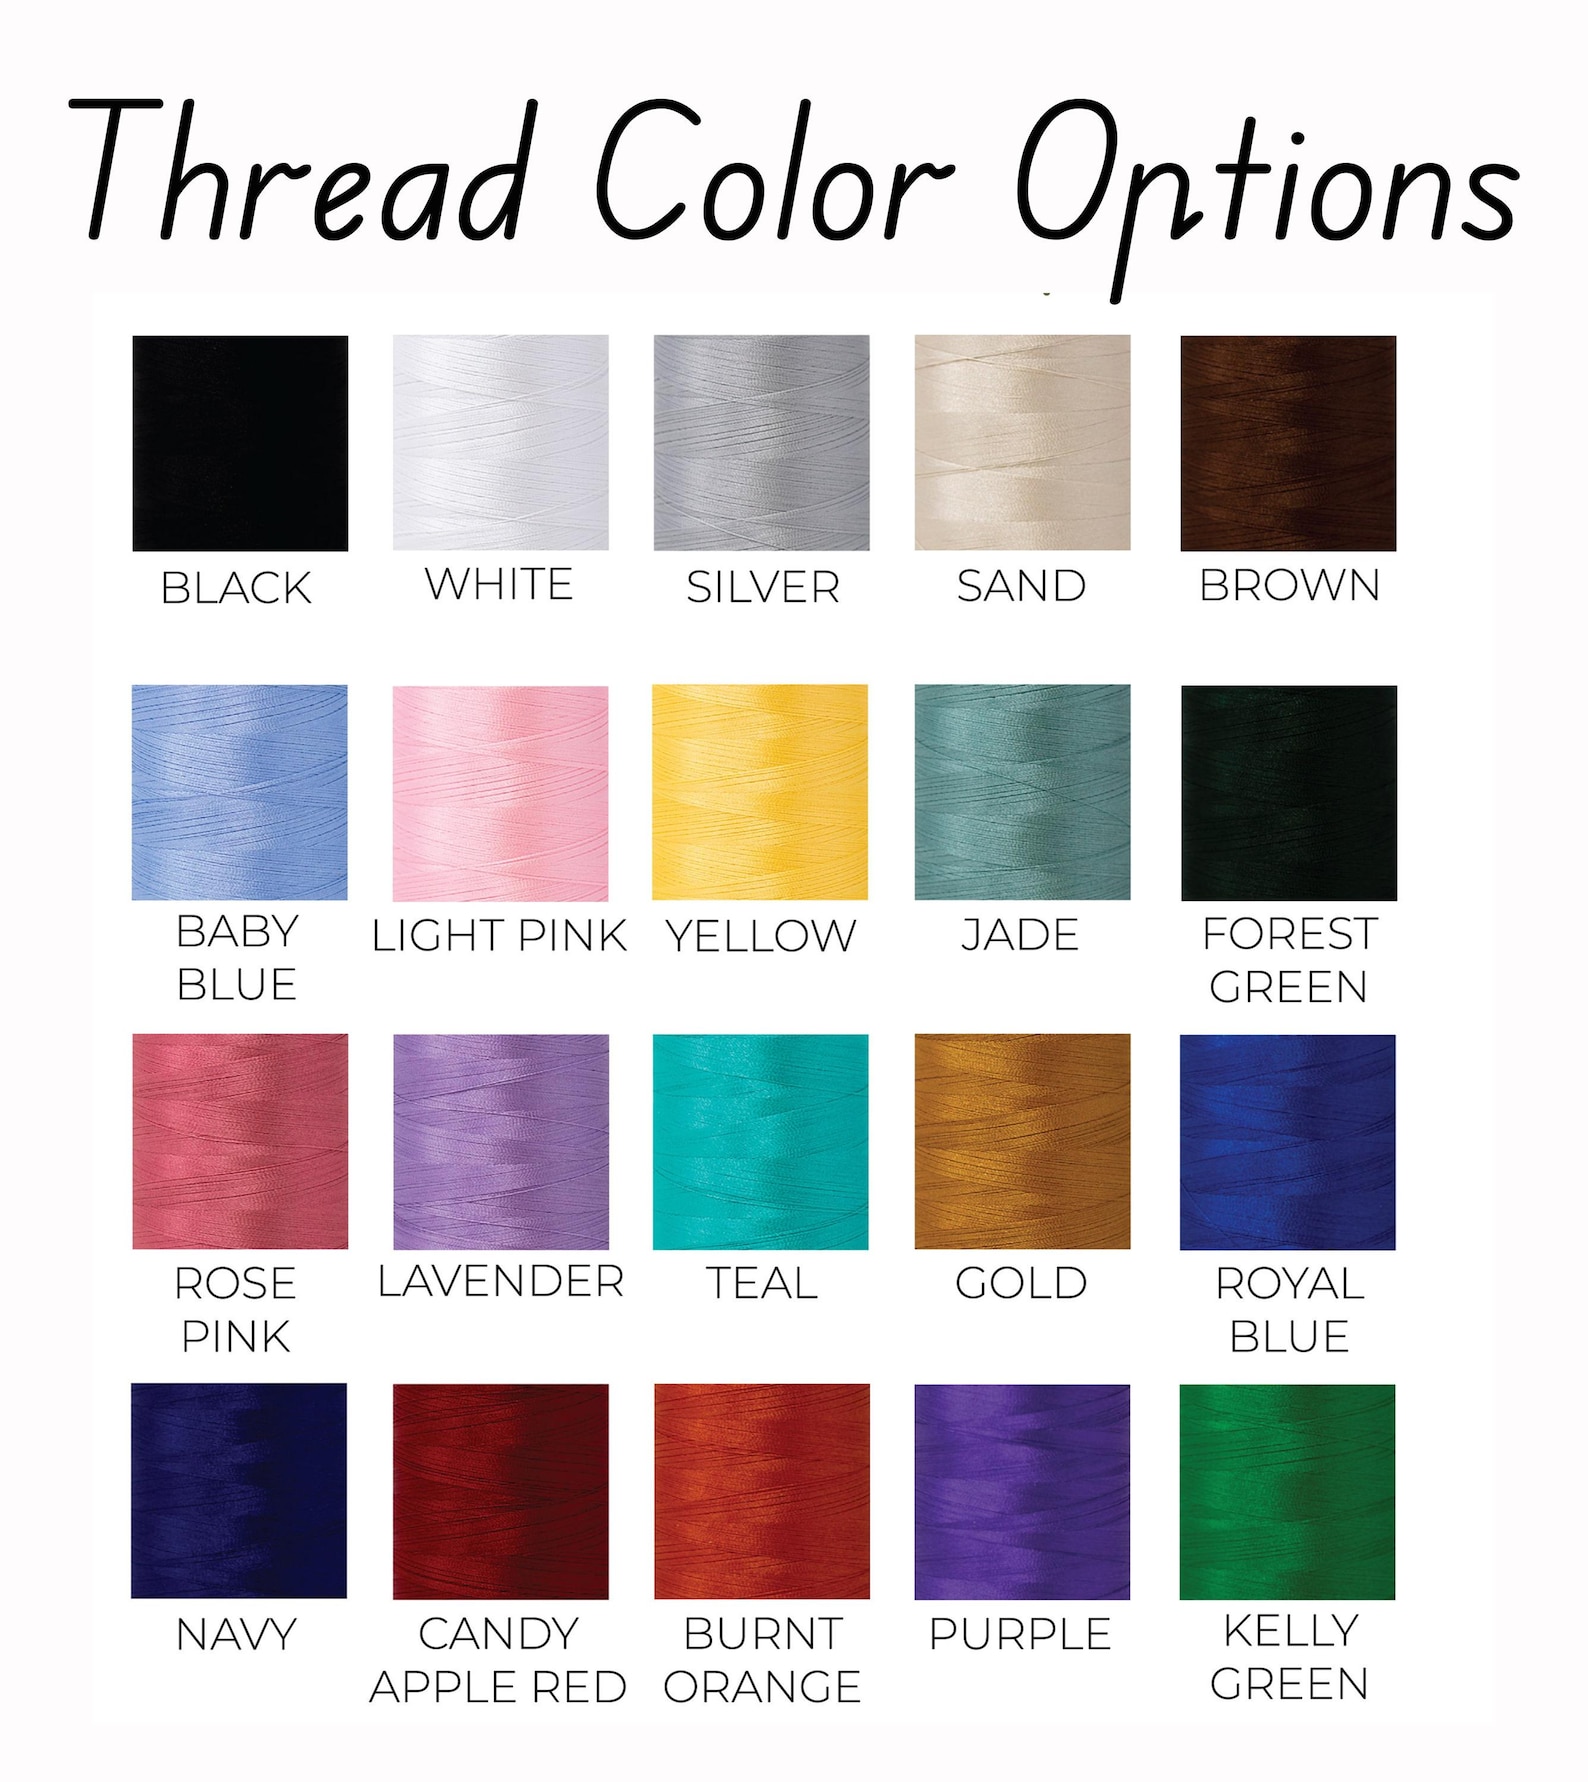 Thread Color Options
BLACK WHITE SILVER SAND BROWN
BABY BLUE
LIGHT PINK
YELLOW
JADE
FOREST GREEN
ROSE PINK
LAVENDER
TEAL
GOLD
ROYAL BLUE
NAVY
CANDY APPLE RED
BURNT ORANGE
PURPLE
KELLY GREEN